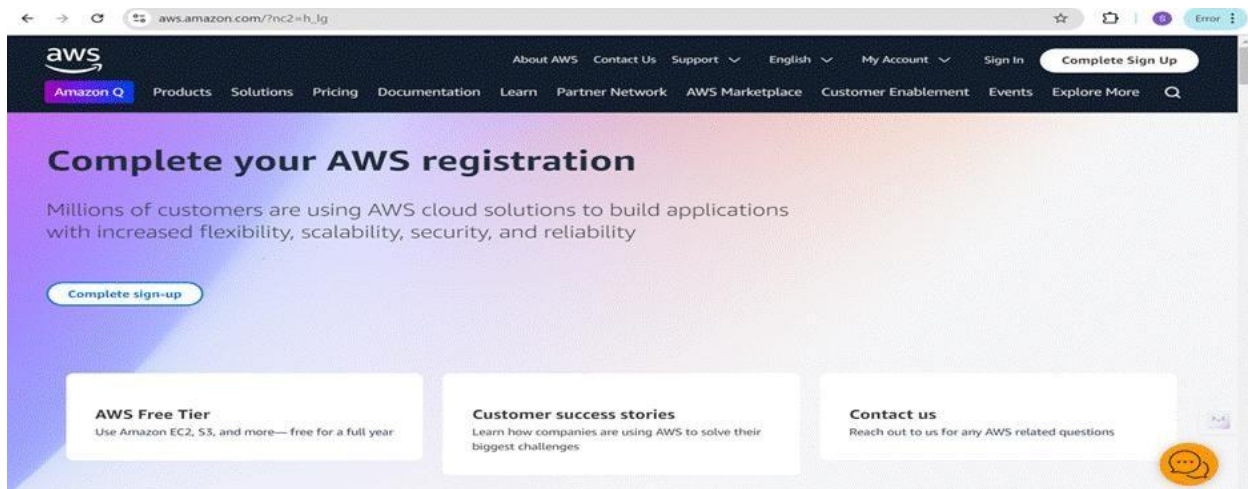 aws.amazon.com/?nc2=h_lg
S
Error
aws
About AWS Contact Us Support English My Account Sign In Complete Sign Up
Amazon Q Products Solutions Pricing Documentation Learn Partner Network AWS Marketplace Customer Enablement Events Explore More
Complete your AWS registration
Millions of customers are using AWS cloud solutions to build applications
with increased flexibility, scalability, security, and reliability
Complete sign-up
AWS Free Tier
Use Amazon EC2, S3, and more— free for a full year
Customer success stories
Learn how companies are using AWS to solve their
biggest challenges
Contact us
Reach out to us for any AWS related questions